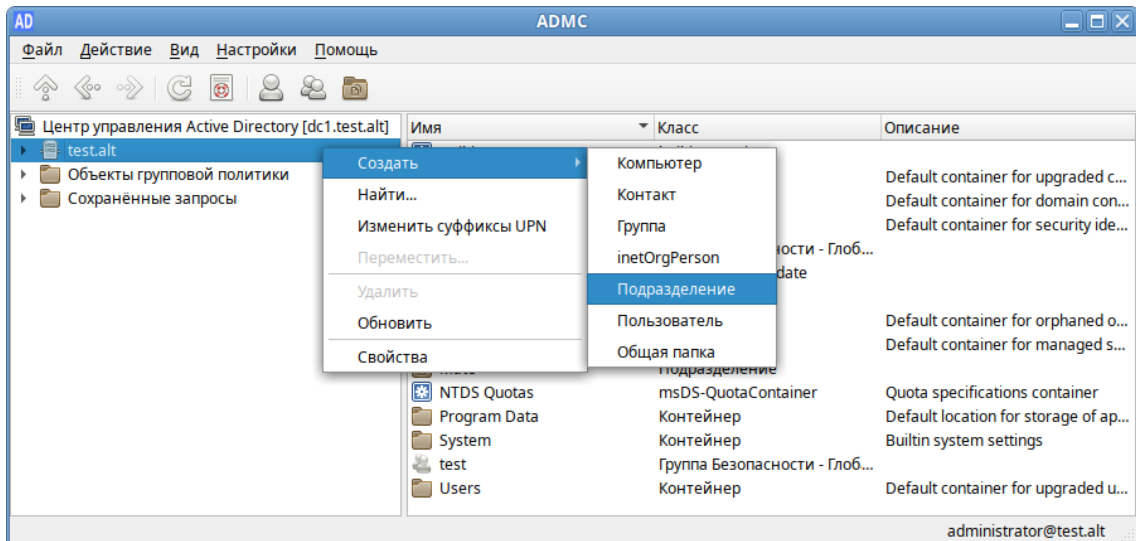 AD ADMC
Файл Действие Вид Настройки Помощь
Центр управления Active Directory [dc1.test.alt]
test.alt
Объекты групповой политики
Сохранённые запросы
Имя Класс Описание
Создать
Найти...
Изменить суффиксы UPN
Переместить...
Удалить
Обновить
Свойства
Компьютер
Контакт
Группа
inetOrgPerson
Подразделение
Пользователь
Общая папка
Default container for upgraded c...
Default container for domain con...
Default container for security ide...
ности - Глоб...
date
Default container for orphaned o...
Default container for managed s...
Подразделение
NTDS Quotas msDS-QuotaContainer Quota specifications container
Program Data Контейнер Default location for storage of ap...
System Контейнер Builtin system settings
test Группа Безопасности - Глоб...
Users Контейнер Default container for upgraded u...
administrator@test.alt